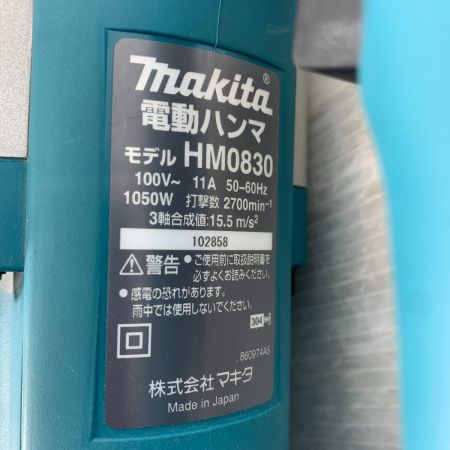 makita®
電動ハンマ
モデル HM0830
100V~ 11A 50-60Hz
1050W 打撃数 2700min⁻¹
3軸合成値:15.5 m/s²
102858
警告 ●ご使用前に取扱説明書を
必ずよくお読みください。
●感電の恐れがあります。
雨中では使用しないでください。
304
860974A5
株式会社 マキタ
Made in Japan